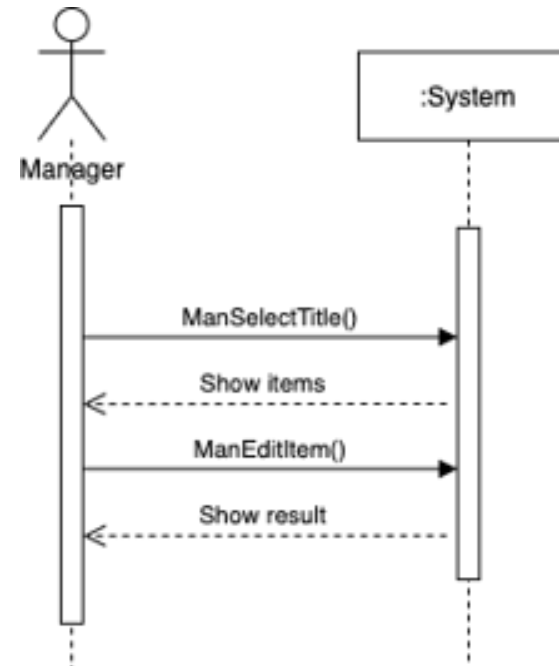 :System
Manager
ManSelectTitle()
Show items
ManEditItem()
Show result